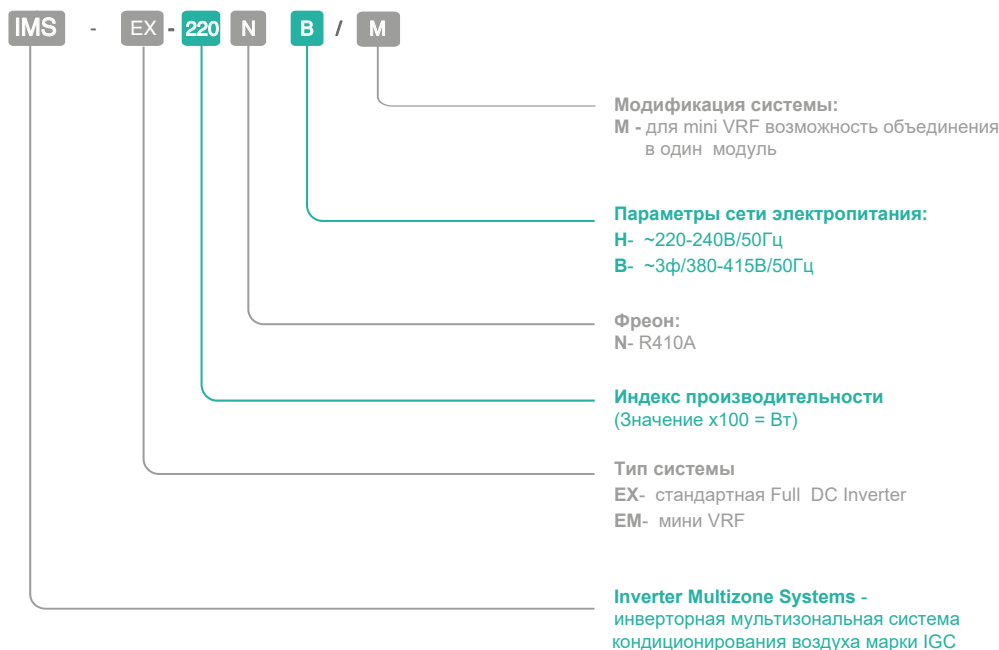 IMS - EX - 220 N B / M
Модификация системы:
М - для mini VRF возможность объединения
в один модуль
Параметры сети электропитания:
Н- ~220-240В/50Гц
В- ~3ф/380-415В/50Гц
Фреон:
N- R410A
Индекс производительности
(Значение х100 = Вт)
Тип системы
EX- стандартная Full DC Inverter
EM- мини VRF
Inverter Multizone Systems -
инверторная мультизональная система
кондиционирования воздуха марки IGC